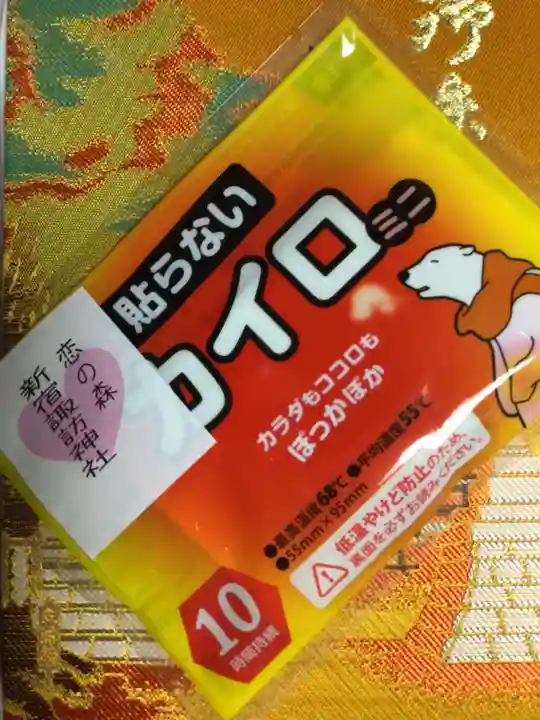 貼らない
カイロ
ミニ
カラダもココロも
ぽっかぽか
●最高温度68℃ ●平均温度55℃
●55mm×95mm
低温やけど防止のため、
裏面を必ずお読みください。
10
時間持続
恋の森
新宿諏訪神社